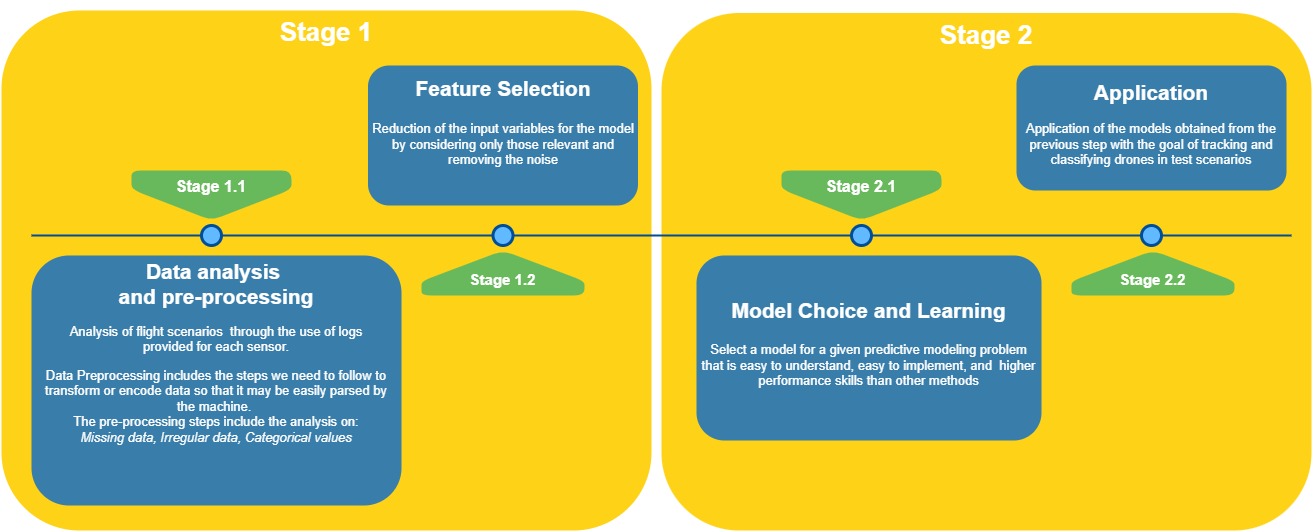 Stage 1
Feature Selection
Reduction of the input variables for the model
by considering only those relevant and
removing the noise
Stage 1.1
Stage 1.2
Data analysis
and pre-processing
Analysis of flight scenarios through the use of logs
provided for each sensor.
Data Preprocessing includes the steps we need to follow to
transform or encode data so that it may be easily parsed by
the machine.
The pre-processing steps include the analysis on:
Missing data, Irregular data, Categorical values
Stage 2
Application
Application of the models obtained from the
previous step with the goal of tracking and
classifying drones in test scenarios
Stage 2.1
Stage 2.2
Model Choice and Learning
Select a model for a given predictive modeling problem
that is easy to understand, easy to implement, and higher
performance skills than other methods